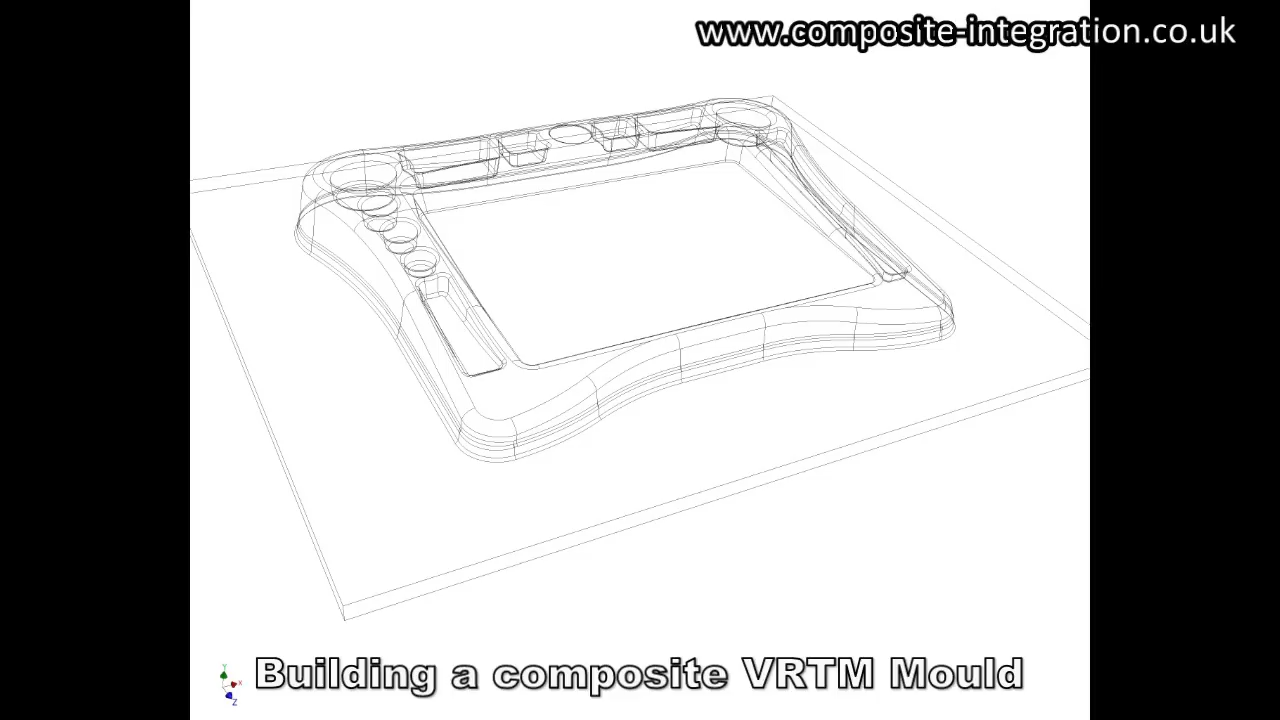 www.composite-integration.co.uk
Building a composite VRTM Mould
Y
X
Z